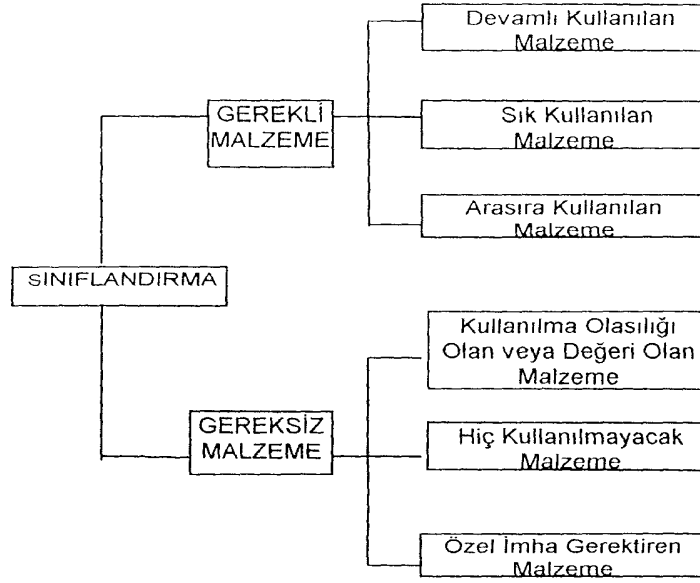 Devamlı Kullanılan
Malzeme
GEREKLİ
MALZEME
Sık Kullanılan
Malzeme
Arasıra Kullanılan
Malzeme
sINIFLANDIRMA
Kullanılma Olasılığı
Olan veya Değeri Olan
Malzeme
GEREKSİZ
MALZEME
Hiç Kullanılmayacak
Malzeme
Özel İmha Gerektiren
Malzeme